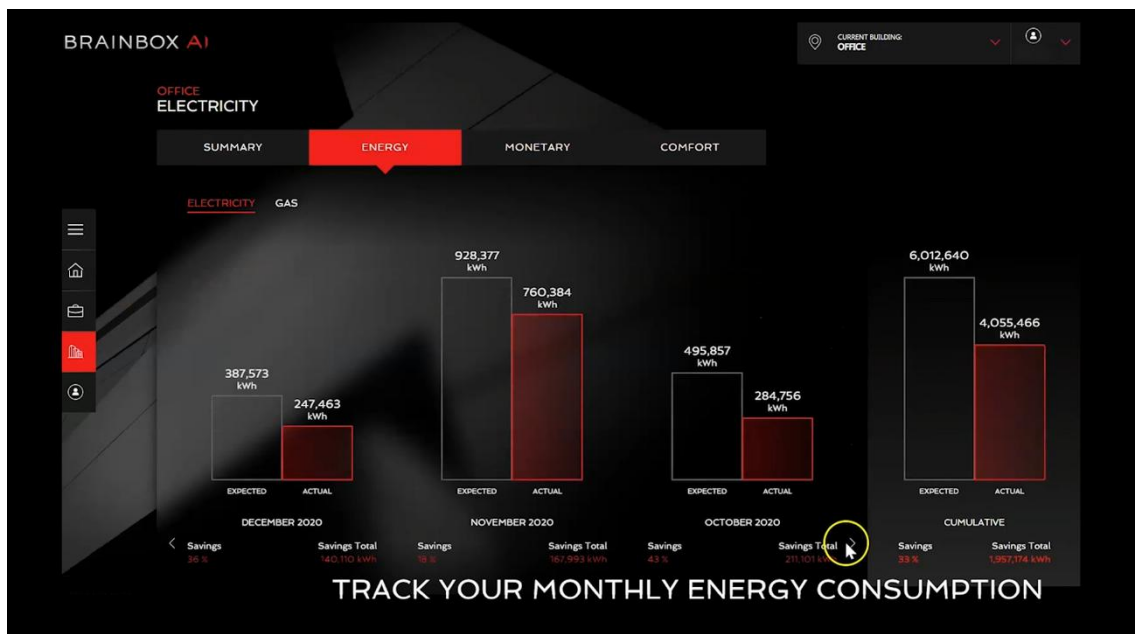 BRAINBOX AI
CURRENT BUILDING:
OFFICE
OFFICE
ELECTRICITY
SUMMARY ENERGY MONETARY COMFORT
ELECTRICITY GAS
387,573
kWh
247,463
kWh
EXPECTED ACTUAL
DECEMBER 2020
Savings Savings Total
36 % 140,110 kWh
928,377
kWh
760,384
kWh
EXPECTED ACTUAL
NOVEMBER 2020
Savings Savings Total
18 % 167,993 kWh
495,857
kWh
284,756
kWh
EXPECTED ACTUAL
OCTOBER 2020
Savings Savings Total
43 % 211,101 kWh
6,012,640
kWh
4,055,466
kWh
EXPECTED ACTUAL
CUMULATIVE
Savings Savings Total
33 % 1,957,174 kWh
TRACK YOUR MONTHLY ENERGY CONSUMPTION